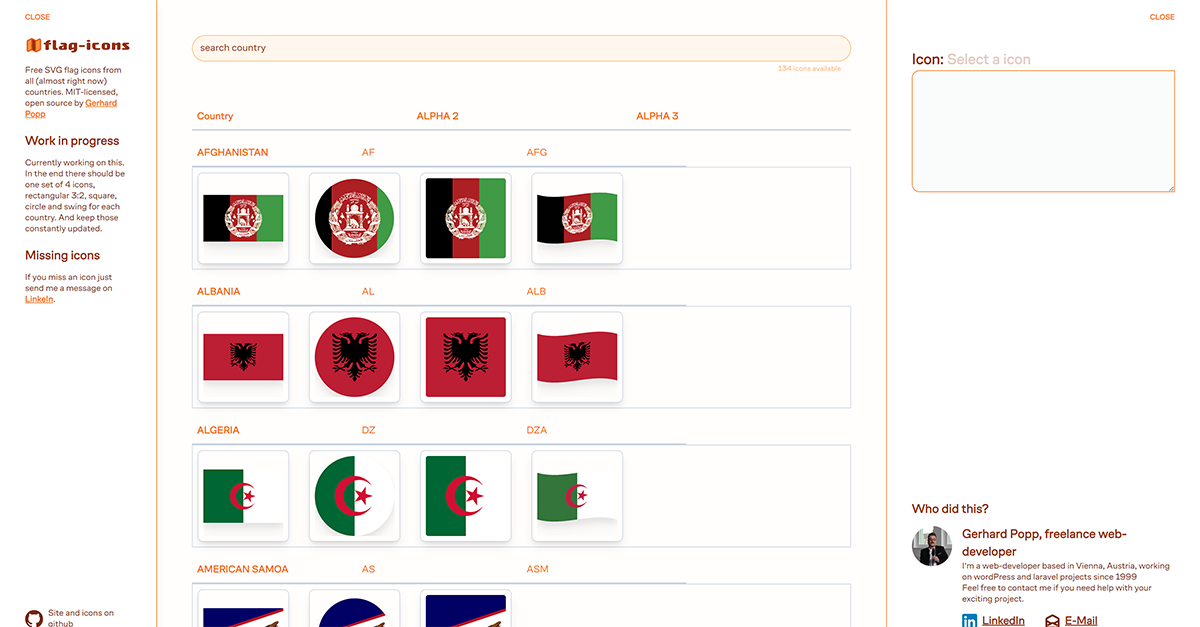 CLOSE
flag-icons
Free SVG flag icons from
all (almost right now)
countries. MIT-licensed,
open source by Gerhard
Popp
Work in progress
Currently working on this.
In the end there should be
one set of 4 icons,
rectangular 3:2, square,
circle and swing for each
country. And keep those
constantly updated.
Missing icons
If you miss an icon just
send me a message on
LinkeIn.
Site and icons on
github
search country
134 icons available
Country ALPHA 2 ALPHA 3
AFGHANISTAN AF AFG
ALBANIA AL ALB
ALGERIA DZ DZA
AMERICAN SAMOA AS ASM
CLOSE
Icon: Select a icon
Who did this?
Gerhard Popp, freelance web-
developer
I'm a web-developer based in Vienna, Austria, working
on wordPress and laravel projects since 1999
Feel free to contact me if you need help with your
exciting project.
LinkedIn E-Mail